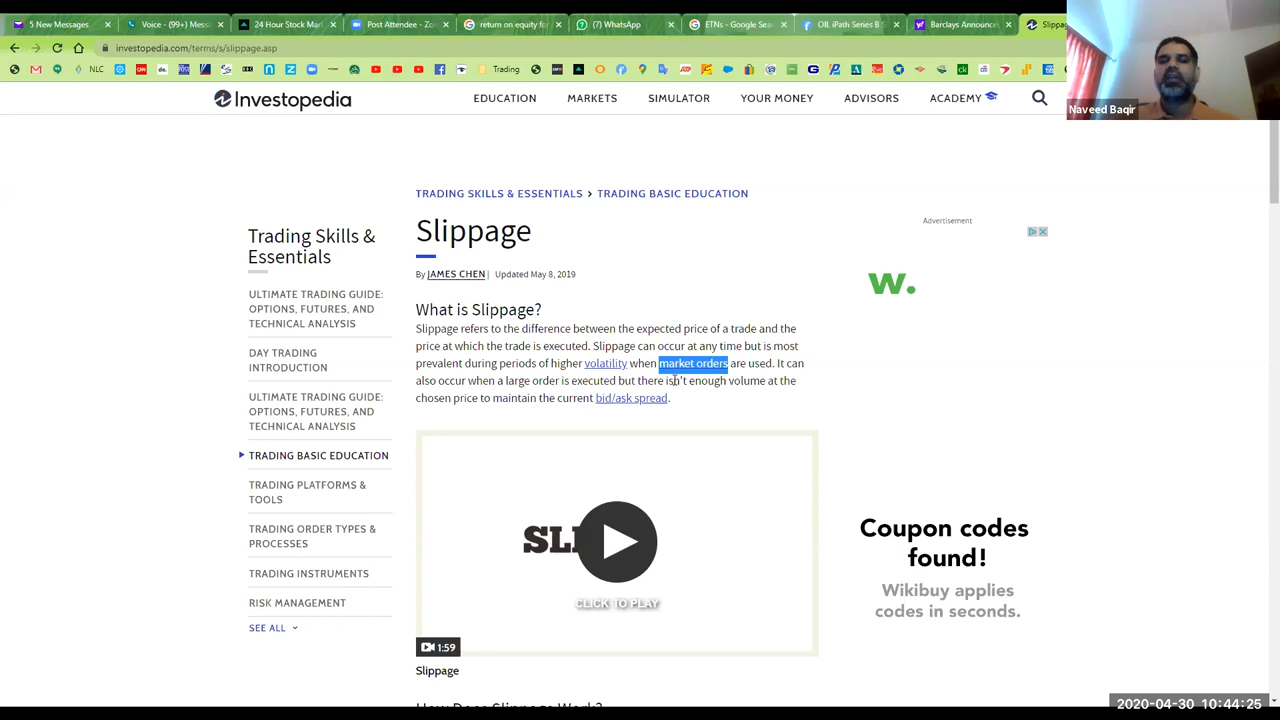 5 New Messages
Voice - (99+) Mess
24 Hour Stock Mar
Post Attendee - Zo
return on equity fo
(7) WhatsApp
ETNs - Google Sea
OIL iPath Series B S
Barclays Announce
Slippa
investopedia.com/terms/s/slippage.asp
NLC
Trading
Naveed Baqir
Investopedia
EDUCATION
MARKETS
SIMULATOR
YOUR MONEY
ADVISORS
ACADEMY
TRADING SKILLS & ESSENTIALS > TRADING BASIC EDUCATION
Trading Skills &
Essentials
ULTIMATE TRADING GUIDE:
OPTIONS, FUTURES, AND
TECHNICAL ANALYSIS
DAY TRADING
INTRODUCTION
ULTIMATE TRADING GUIDE:
OPTIONS, FUTURES, AND
TECHNICAL ANALYSIS
TRADING BASIC EDUCATION
TRADING PLATFORMS &
TOOLS
TRADING ORDER TYPES &
PROCESSES
TRADING INSTRUMENTS
RISK MANAGEMENT
SEE ALL
Slippage
By JAMES CHEN | Updated May 8, 2019
What is Slippage?
Slippage refers to the difference between the expected price of a trade and the
price at which the trade is executed. Slippage can occur at any time but is most
prevalent during periods of higher volatility when market orders are used. It can
also occur when a large order is executed but there isn't enough volume at the
chosen price to maintain the current bid/ask spread.
SLI
CLICK TO PLAY
1:59
Slippage
How Does Slippage Work?
Advertisement
w.
Coupon codes
found!
Wikibuy applies
codes in seconds.
2020-04-30 10:44:25